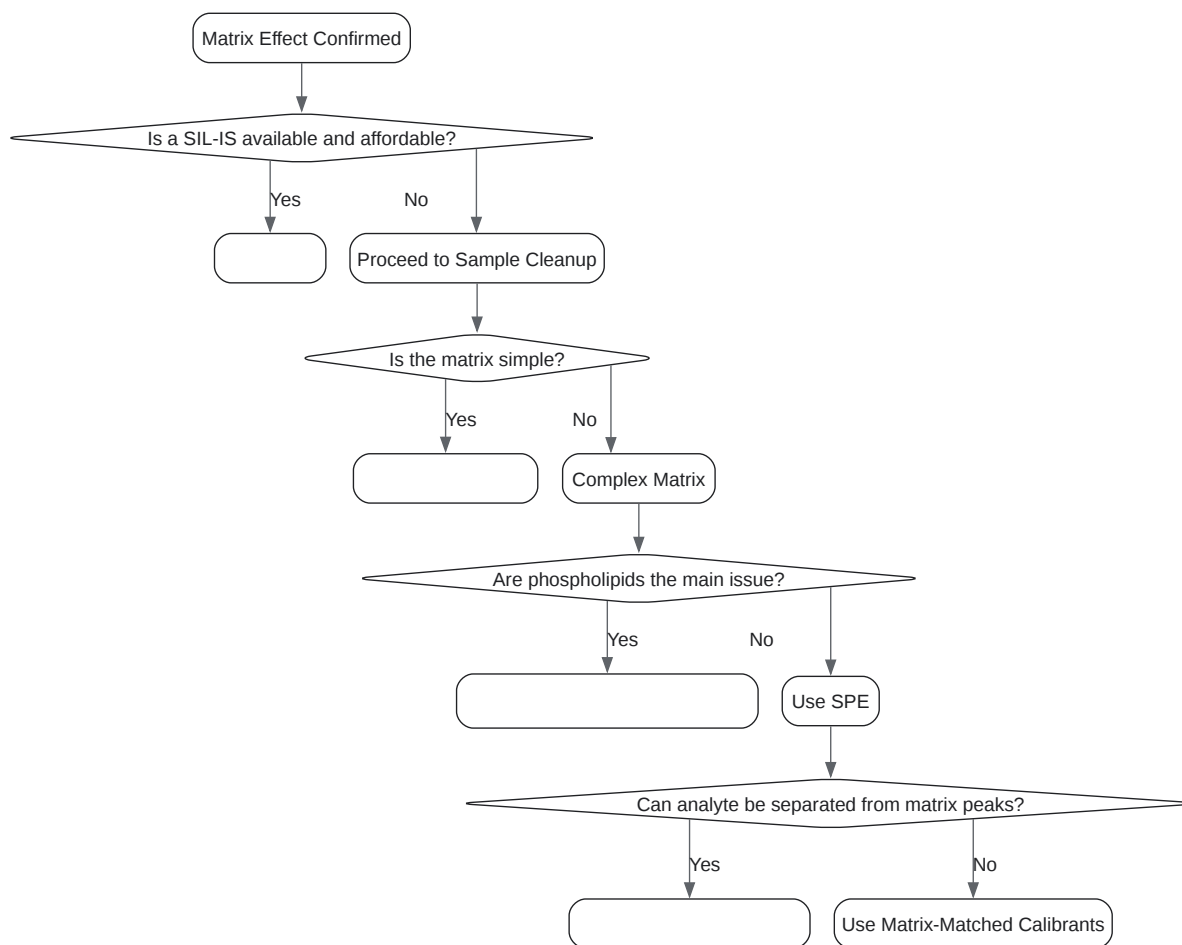 Matrix Effect Confirmed
Is a SIL-IS available and affordable?
Yes
No
Proceed to Sample Cleanup
Is the matrix simple?
Yes
No
Complex Matrix
Are phospholipids the main issue?
Yes
No
Use SPE
Can analyte be separated from matrix peaks?
Yes
No
Use Matrix-Matched Calibrants